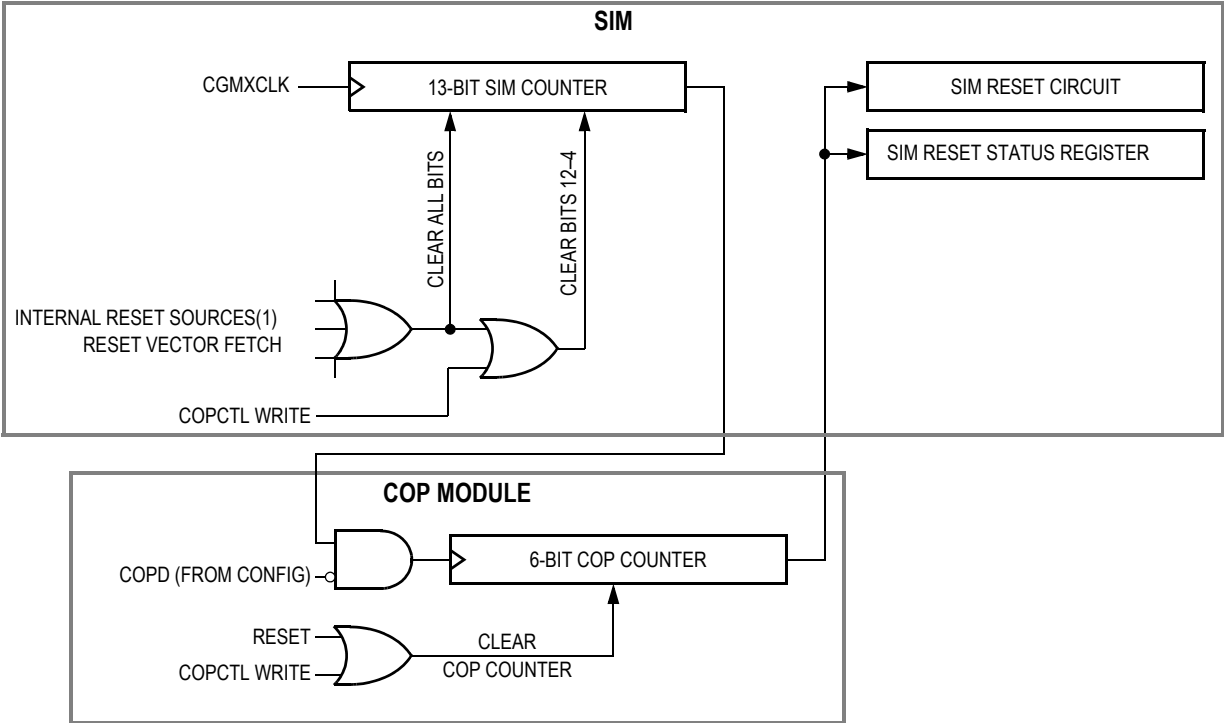 SIM
CGMXCLK
13-BIT SIM COUNTER
SIM RESET CIRCUIT
SIM RESET STATUS REGISTER
CLEAR ALL BITS
CLEAR BITS 12–4
INTERNAL RESET SOURCES(1)
RESET VECTOR FETCH
COPCTL WRITE
COP MODULE
COPD (FROM CONFIG)
6-BIT COP COUNTER
RESET
COPCTL WRITE
CLEAR
COP COUNTER